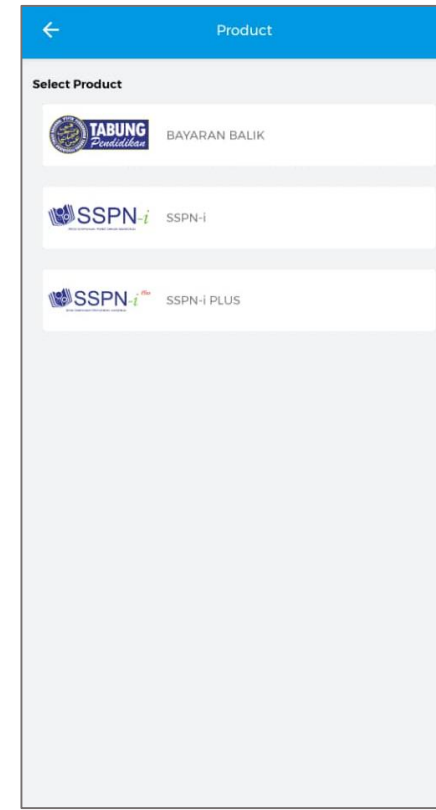 Product
Select Product
TABUNG
Pendidikan
BAYARAN BALIK
SSPN-i
SSPN-i
SSPN-i Plus
SSPN-i PLUS